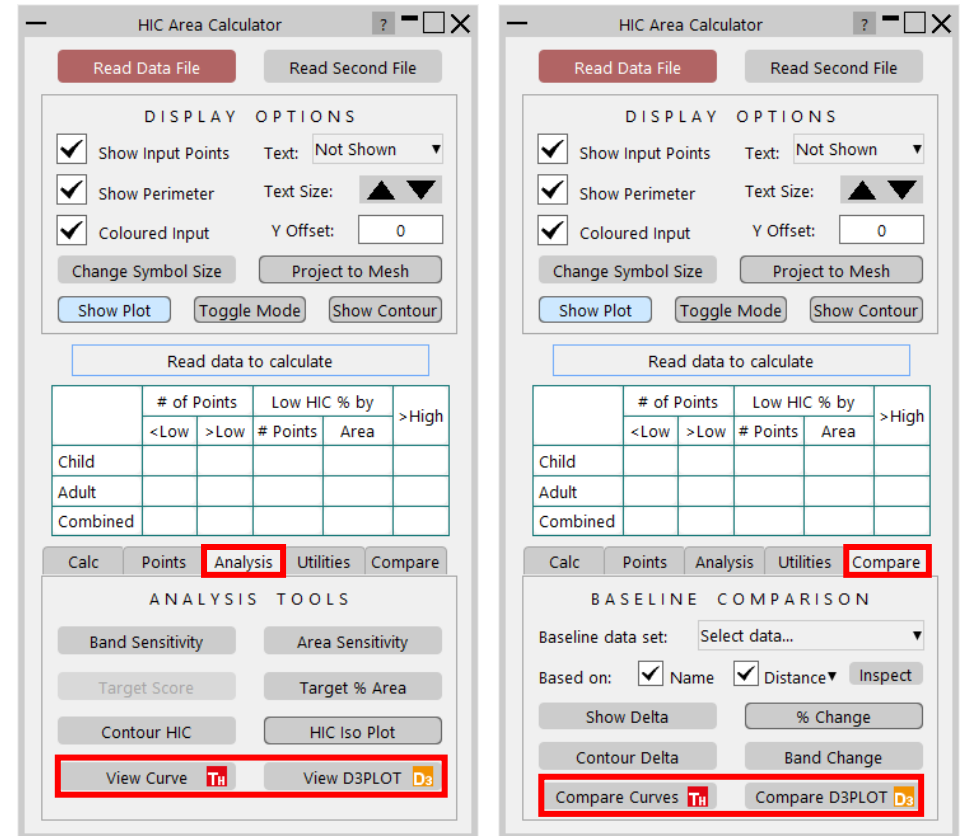 HIC Area Calculator ?
Read Data File Read Second File
DISPLAY OPTIONS
Show Input Points Text: Not Shown
Show Perimeter Text Size:
Coloured Input Y Offset: 0
Change Symbol Size Project to Mesh
Show Plot Toggle Mode Show Contour
Read data to calculate
# of Points Low HIC % by >High
<Low >Low # Points Area
Child
Adult
Combined
Calc Points Analysis Utilities Compare
ANALYSIS TOOLS
Band Sensitivity Area Sensitivity
Target Score Target % Area
Contour HIC HIC Iso Plot
View Curve TH View D3PLOT D3
HIC Area Calculator ?
Read Data File Read Second File
DISPLAY OPTIONS
Show Input Points Text: Not Shown
Show Perimeter Text Size:
Coloured Input Y Offset: 0
Change Symbol Size Project to Mesh
Show Plot Toggle Mode Show Contour
Read data to calculate
# of Points Low HIC % by >High
<Low >Low # Points Area
Child
Adult
Combined
Calc Points Analysis Utilities Compare
BASELINE COMPARISON
Baseline data set: Select data...
Based on: Name Distance Inspect
Show Delta % Change
Contour Delta Band Change
Compare Curves TH Compare D3PLOT D3